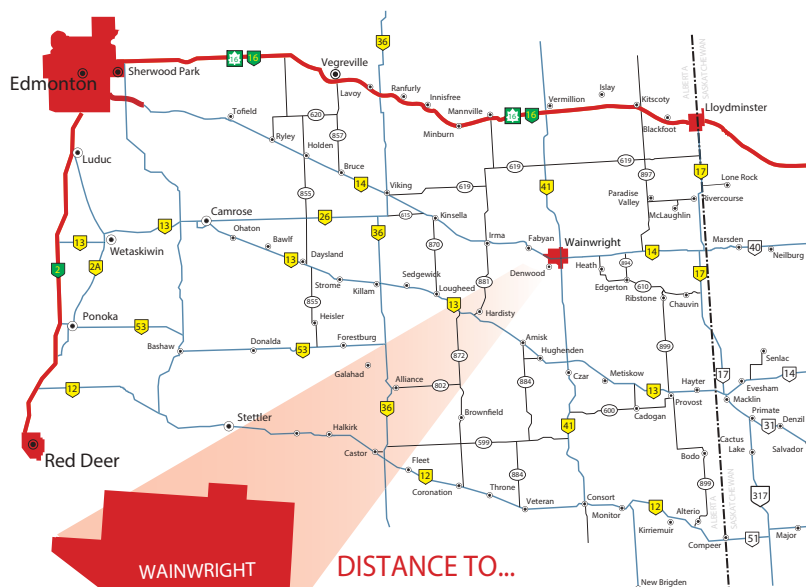 36
16
16
Vegreville
Edmonton
Sherwood Park
Lavoy
Ranfurly
Innisfree
Mannville
Minburn
16
16
Vermillion
Islay
Kitscoty
Blackfoot
ALBERTA
SASKATCHEWAN
Lloydminster
Tofield
620
857
Ryley
Holden
Bruce
Luduc
855
14
Viking
619
619
619
41
897
17
Lone Rock
Paradise
Valley
McLaughlin
Rivercourse
Camrose
26
615
Kinsella
13
Ohaton
Bawlf
Daysland
13
36
870
Irma
Fabyan
Wainwright
14
Marsden
40
Neilburg
13
Wetaskiwin
2A
2
Strome
Killam
Sedgewick
Lougheed
881
Denwood
Heath
894
Edgerton
610
Ribstone
Chauvin
17
855
13
Hardisty
Ponoka
53
Heisler
Bashaw
Donalda
53
Forestburg
872
Amisk
Hughenden
899
Galahad
Alliance
802
884
Czar
Metiskow
13
Hayter
17
Senlac
14
Evesham
Macklin
12
36
Provost
Cadogan
600
Primate
31
Denzil
Stettler
Halkirk
Brownfield
41
Red Deer
Castor
599
Bodo
Cactus
Lake
Salvador
Fleet
12
Coronation
884
899
317
Throne
Veteran
Consort
Monitor
12
Kirriemuir
Alterio
ALBERTA
SASKATCHEWAN
Compeer
51
Major
WAINWRIGHT
DISTANCE TO...
New Brigden